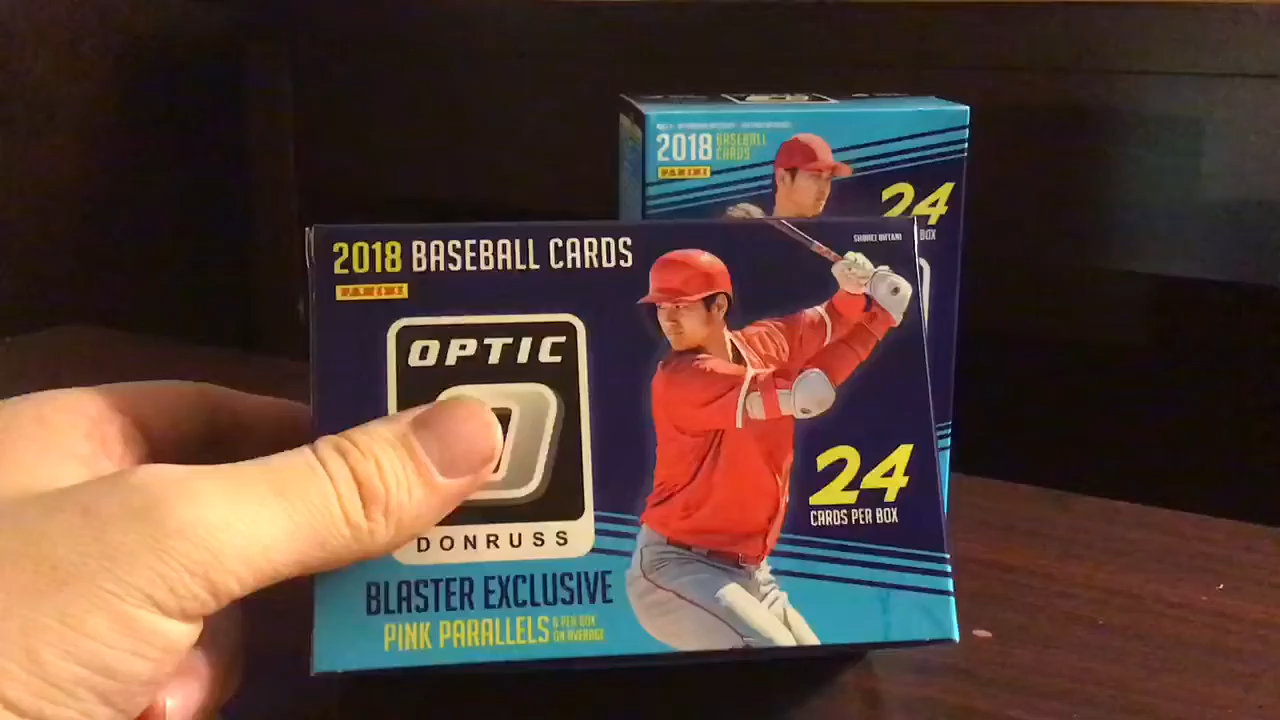 2018 BASEBALL
CARDS
PANINI
24
BOX
2018 BASEBALL CARDS
PANINI
SHOHEI OHTANI
OPTIC
DONRUSS
24
CARDS PER BOX
BLASTER EXCLUSIVE
PINK PARALLELS
PER BOX
ON AVERAGE